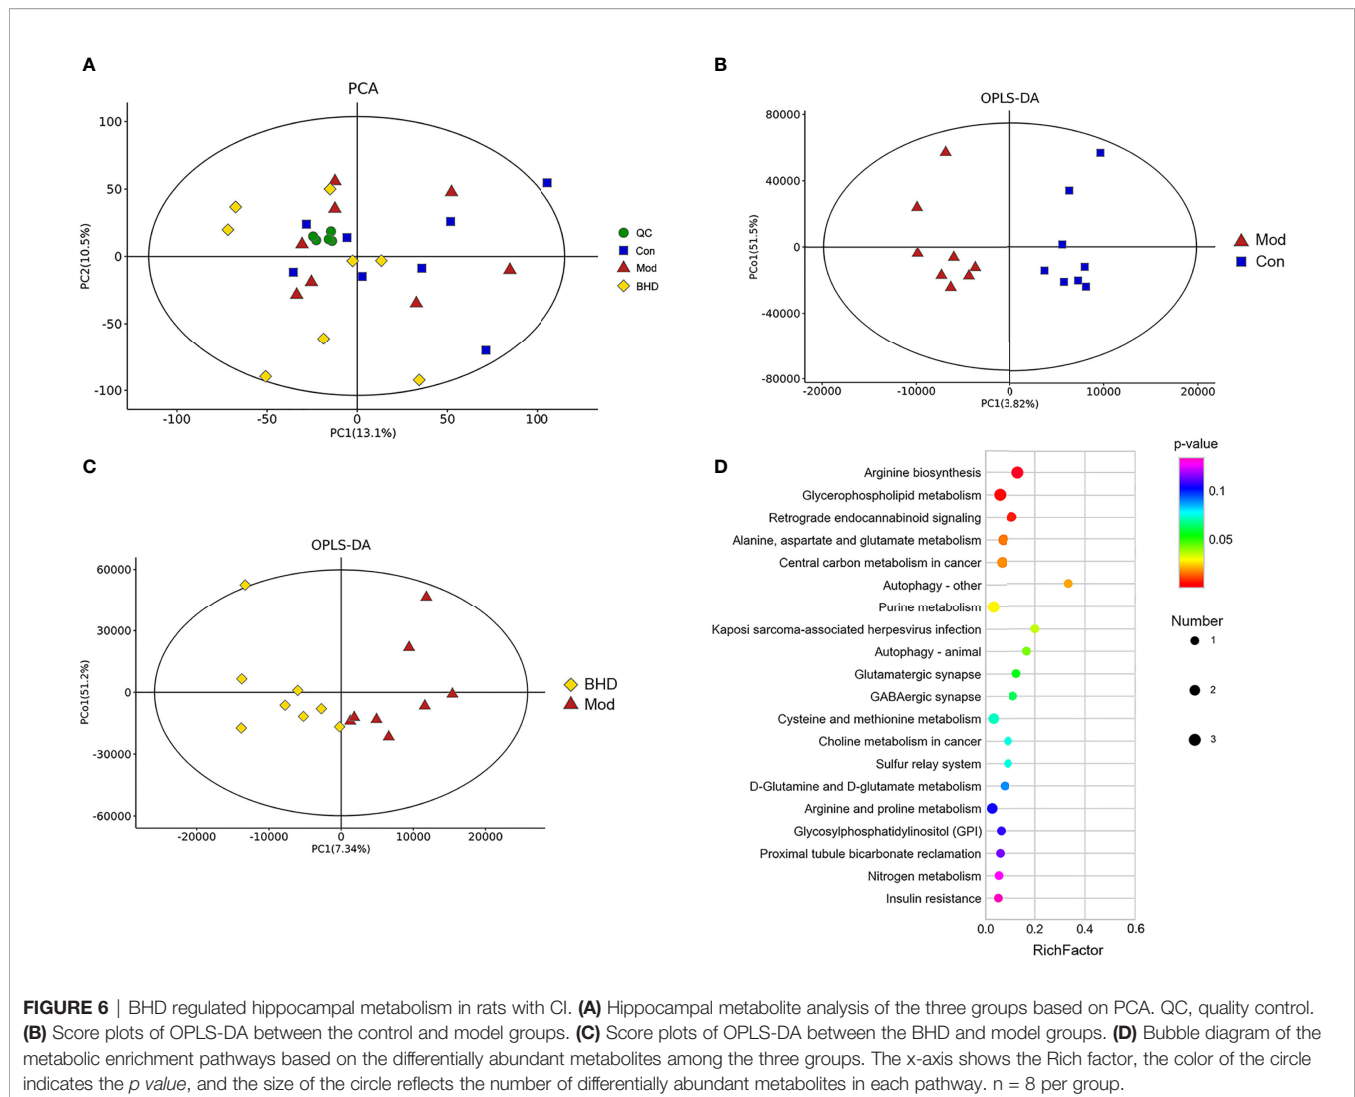 A
PCA
PC2(10.5%)
100
50
0
-50
-100
-100
-50
0
50
100
PC1(13.1%)
QC
Con
Mod
BHD
B
OPLS-DA
PCo1(51.5%)
80000
40000
0
-40000
-80000
-20000
-10000
0
10000
20000
PC1(3.82%)
Mod
Con
C
OPLS-DA
PCo1(51.2%)
60000
30000
0
-30000
-60000
-20000
-10000
0
10000
20000
PC1(7.34%)
BHD
Mod
D
Arginine biosynthesis
Glycerophospholipid metabolism
Retrograde endocannabinoid signaling
Alanine, aspartate and glutamate metabolism
Central carbon metabolism in cancer
Autophagy - other
Purine metabolism
Kaposi sarcoma-associated herpesvirus infection
Autophagy - animal
Glutamatergic synapse
GABAergic synapse
Cysteine and methionine metabolism
Choline metabolism in cancer
Sulfur relay system
D-Glutamine and D-glutamate metabolism
Arginine and proline metabolism
Glycosylphosphatidylinositol (GPI)
Proximal tubule bicarbonate reclamation
Nitrogen metabolism
Insulin resistance
0.0
0.2
0.4
0.6
RichFactor
p-value
0.1
0.05
Number
1
2
3
FIGURE 6 | BHD regulated hippocampal metabolism in rats with CI. (A) Hippocampal metabolite analysis of the three groups based on PCA. QC, quality control.
(B) Score plots of OPLS-DA between the control and model groups. (C) Score plots of OPLS-DA between the BHD and model groups. (D) Bubble diagram of the
metabolic enrichment pathways based on the differentially abundant metabolites among the three groups. The x-axis shows the Rich factor, the color of the circle
indicates the p value, and the size of the circle reflects the number of differentially abundant metabolites in each pathway. n = 8 per group.